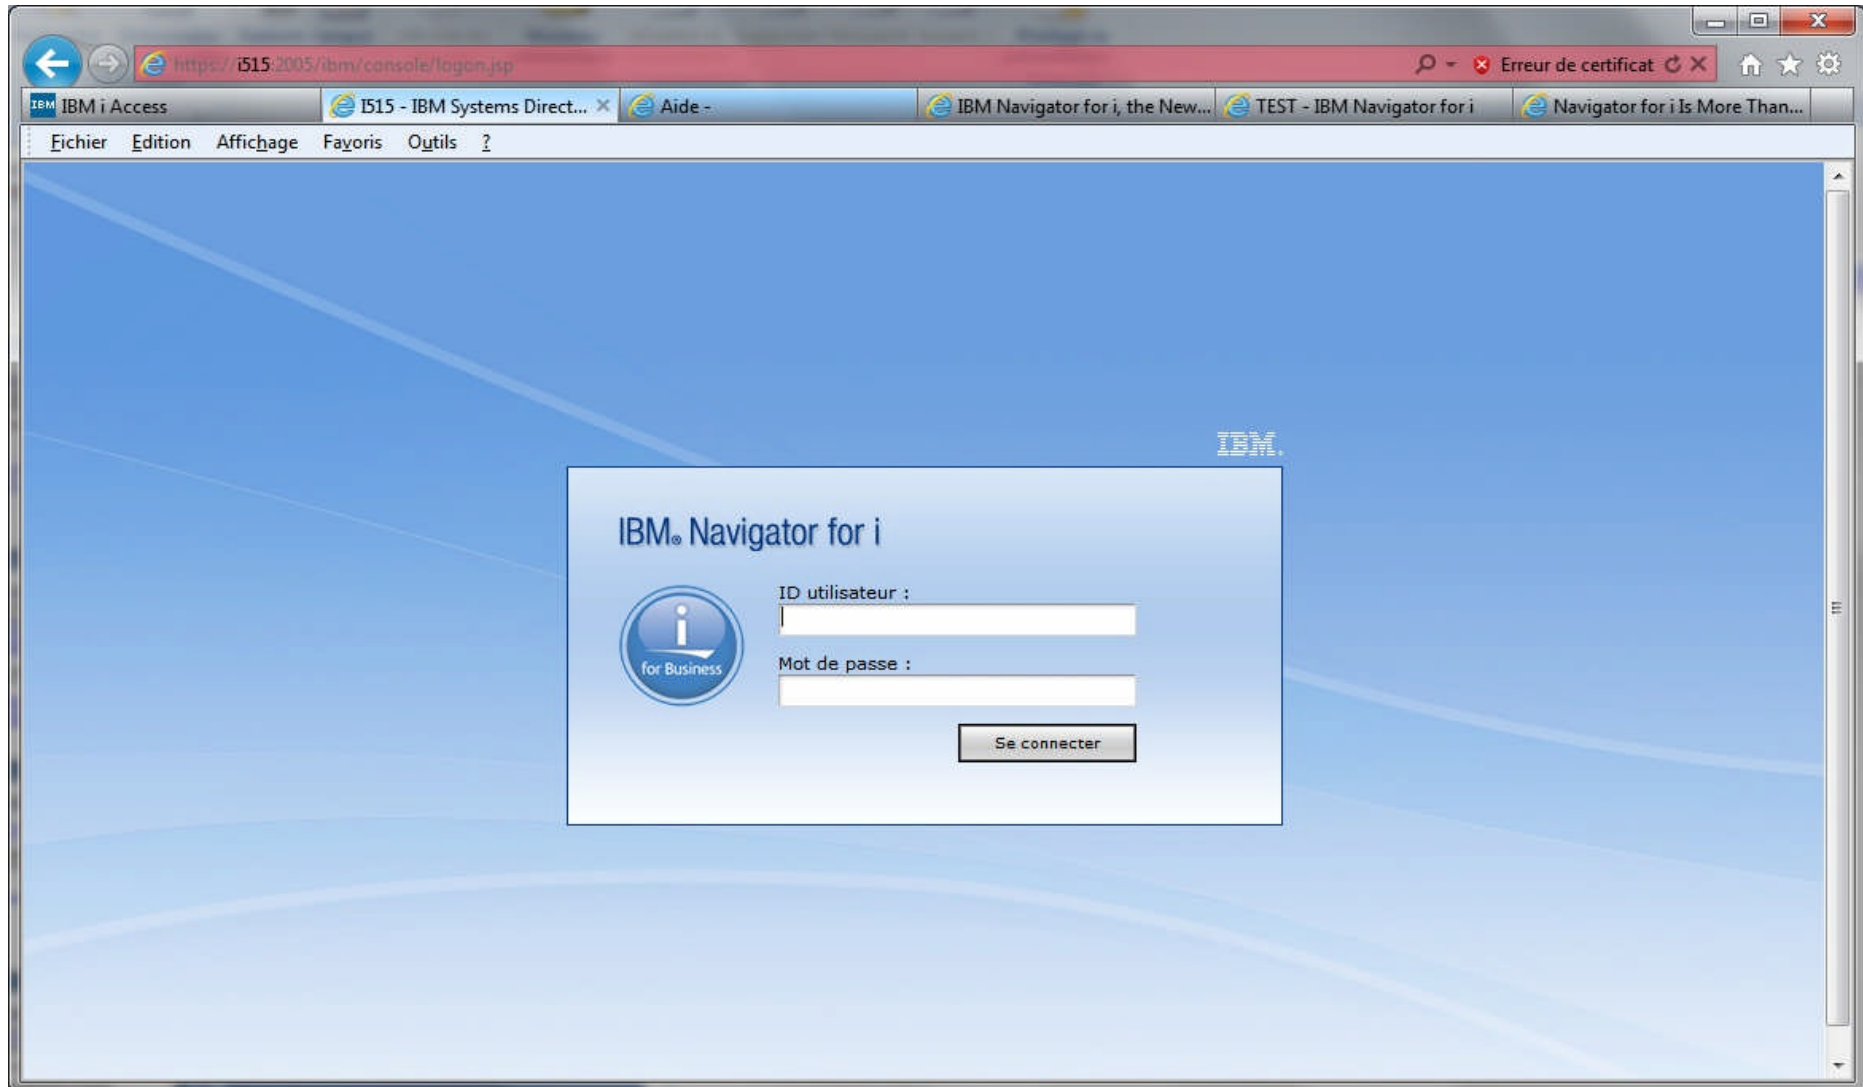 https://i515:2005/ibm/console/logon.jsp
Erreur de certificat
IBM IBM i Access
I515 - IBM Systems Direct...
Aide -
IBM Navigator for i, the New...
TEST - IBM Navigator for i
Navigator for i Is More Than...
Fichier Edition Affichage Favoris Outils ?
IBM.
IBM® Navigator for i
ID utilisateur :
i
for Business
Mot de passe :
Se connecter